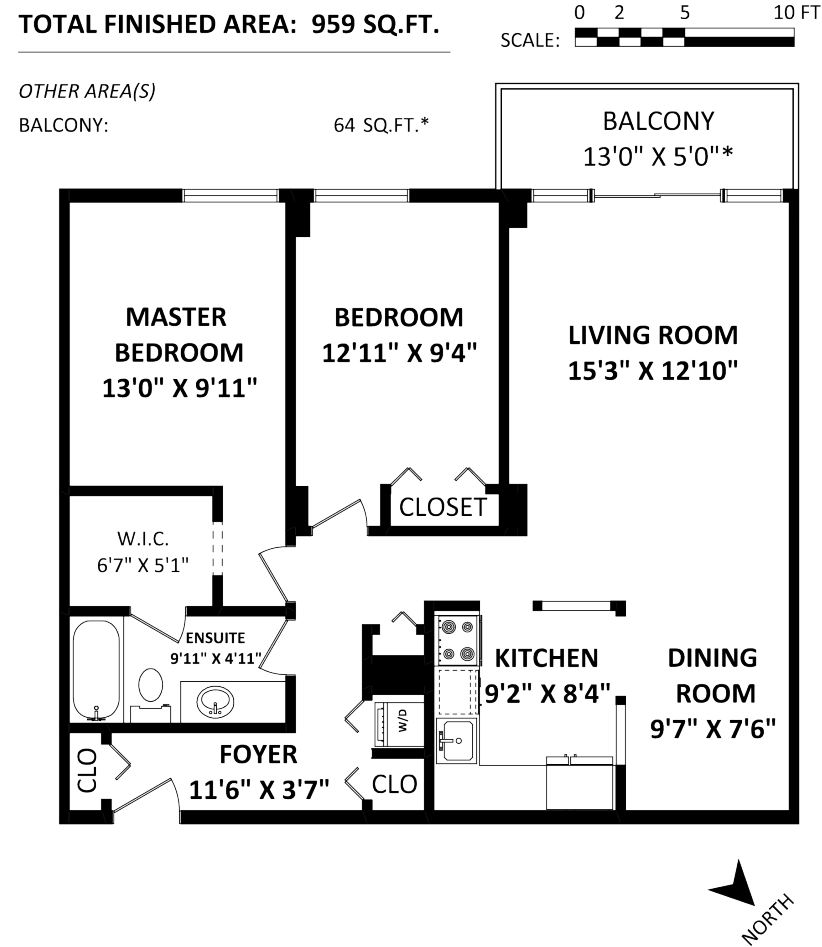 TOTAL FINISHED AREA: 959 SQ.FT.
0 2 5 10 FT
SCALE:
OTHER AREA(S)
BALCONY: 64 SQ.FT.*
BALCONY
13'0" X 5'0"*
MASTER
BEDROOM
13'0" X 9'11"
BEDROOM
12'11" X 9'4"
LIVING ROOM
15'3" X 12'10"
CLOSET
W.I.C.
6'7" X 5'1"
ENSUITE
9'11" X 4'11"
KITCHEN
9'2" X 8'4"
DINING
ROOM
9'7" X 7'6"
W/D
CLO
FOYER
11'6" X 3'7"
CLO
NORTH